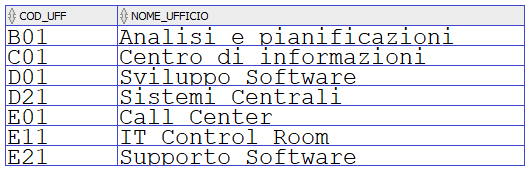 COD_UFF NOME_UFFICIO
B01 Analisi e pianificazioni
C01 Centro di informazioni
D01 Sviluppo Software
D21 Sistemi Centrali
E01 Call Center
E11 IT Control Room
E21 Supporto Software